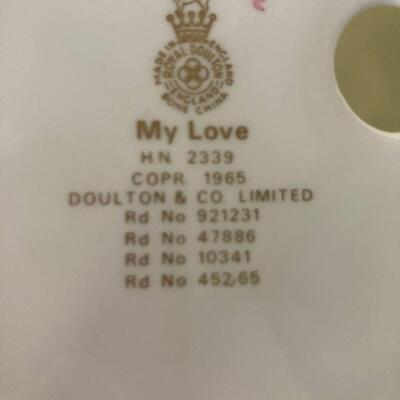 MADE IN ENGLAND
ROYAL DOULTON
ENGLAND
BONE CHINA
My Love
H.N. 2339
COPR. 1965
DOULTON & CO. LIMITED
Rd No 921231
Rd No 47886
Rd No 10341
Rd No 452/65